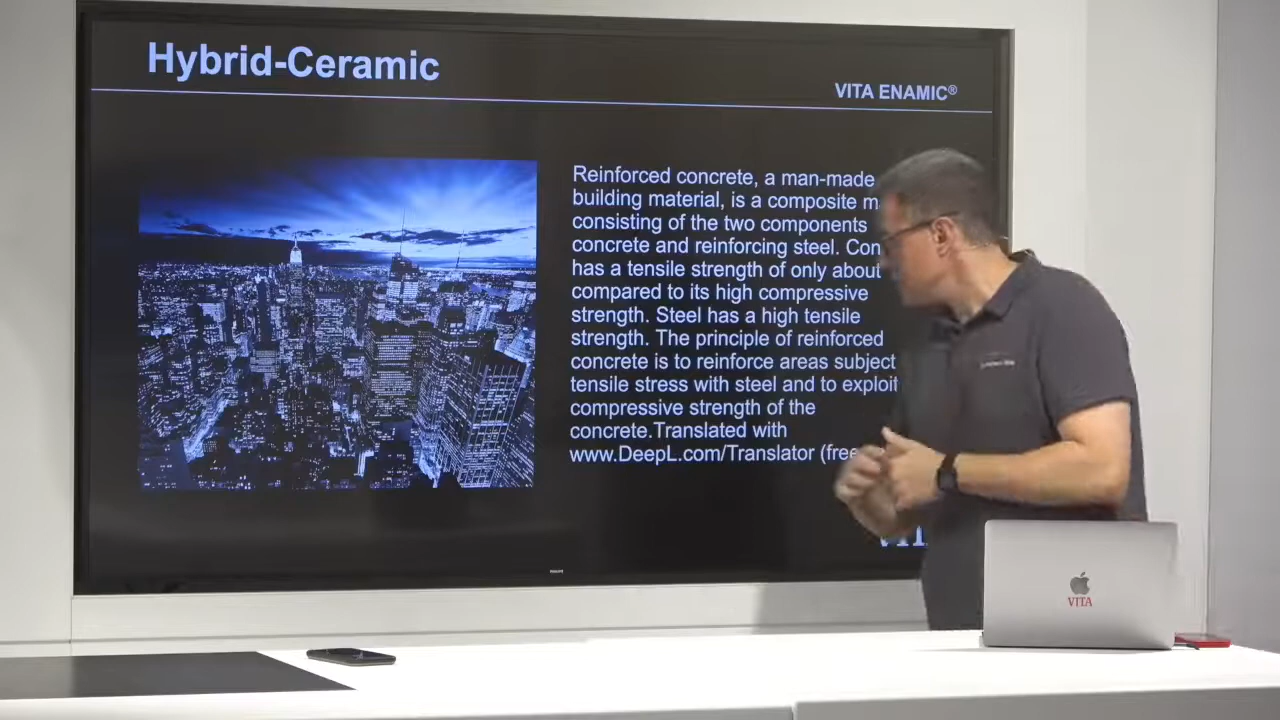 Hybrid-Ceramic
VITA ENAMIC®
Reinforced concrete, a man-made
building material, is a composite
consisting of the two components
concrete and reinforcing steel.
has a tensile strength of only about
compared to its high compressive
strength. Steel has a high tensile
strength. The principle of reinforced
concrete is to reinforce areas subject
tensile stress with steel and to exploit
compressive strength of the
concrete.Translated with
www.DeepL.com/Translator
VITA